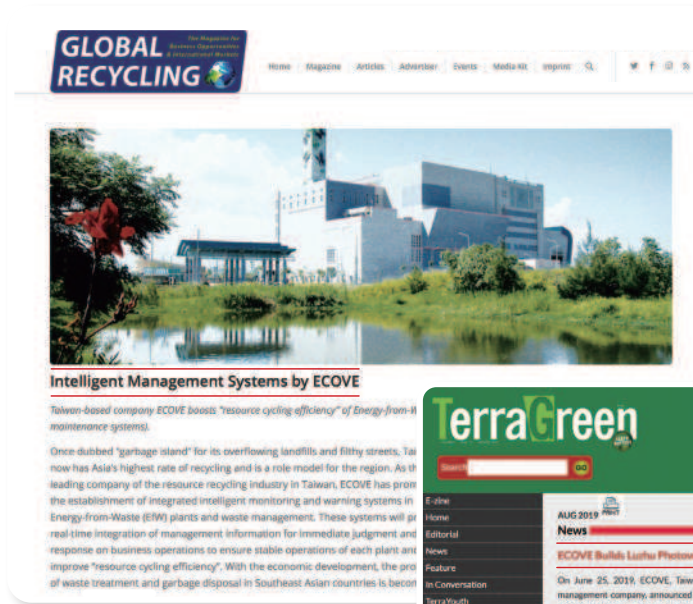 GLOBAL
RECYCLING
The Magazine for
Business Opportunities
& International Markets
Home Magazine Articles Advertiser Events Media-Kit Imprint
Intelligent Management Systems by ECOVE
Taiwan-based company ECOVE boasts "resource cycling efficiency" of Energy-from-W
maintenance systems).
Once dubbed "garbage island" for its overflowing landfills and filthy streets, Tai
now has Asia's highest rate of recycling and is a role model for the region. As th
leading company of the resource recycling industry in Taiwan, ECOVE has prom
the establishment of integrated intelligent monitoring and warning systems in
Energy-from-Waste (EfW) plants and waste management. These systems will pr
real-time integration of management information for immediate judgment and
response on business operations to ensure stable operations of each plant and
improve "resource cycling efficiency". With the economic development, the pro
of waste treatment and garbage disposal in Southeast Asian countries is becon
TerraGreen
Search
GO
E-zine
Home
Editorial
News
Feature
In Conversation
TerraYouth
AUG 2019
News
ECOVE Builds Luzhu Photov
On June 25, 2019, ECOVE, Taiw
management company, announced